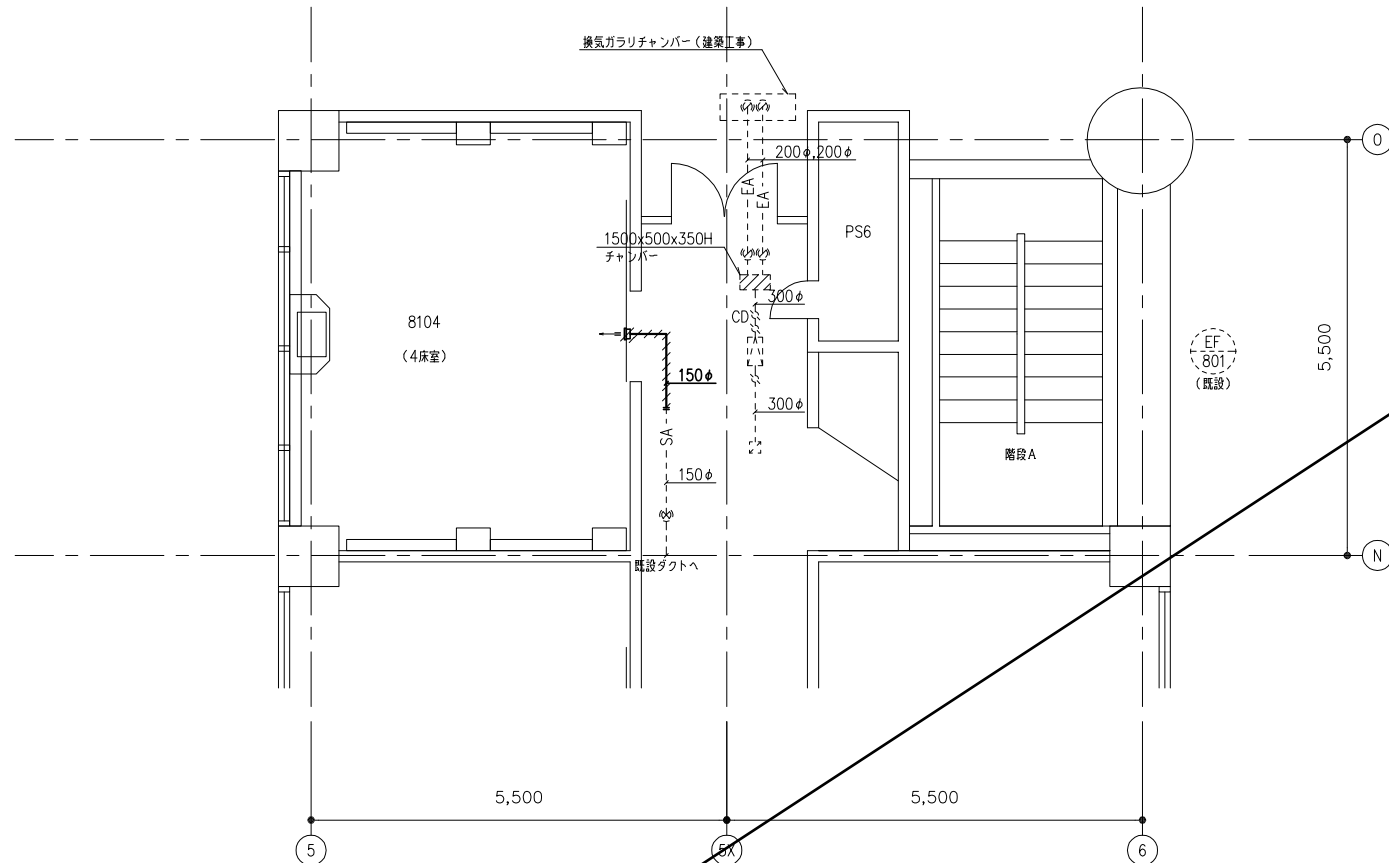 換気ガラリチャンバー（建築工事）
O
200φ,200φ
EA
EA
PS6
1500x500x350H
チャンバー
300φ
CD
8104
（4床室）
EF
801
（既設）
5,500
150φ
300φ
SA
階段A
150φ
N
既設ダクトへ
5,500
5,500
5
5X
6